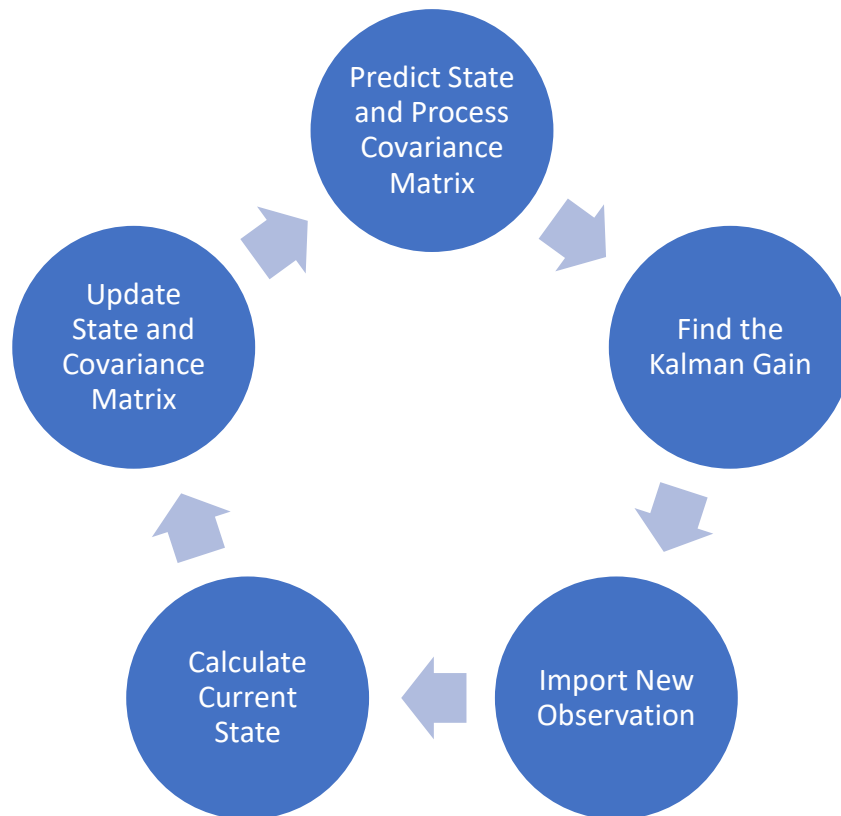 Predict State
and Process
Covariance
Matrix
Find the
Kalman Gain
Import New
Observation
Calculate
Current
State
Update
State and
Covariance
Matrix